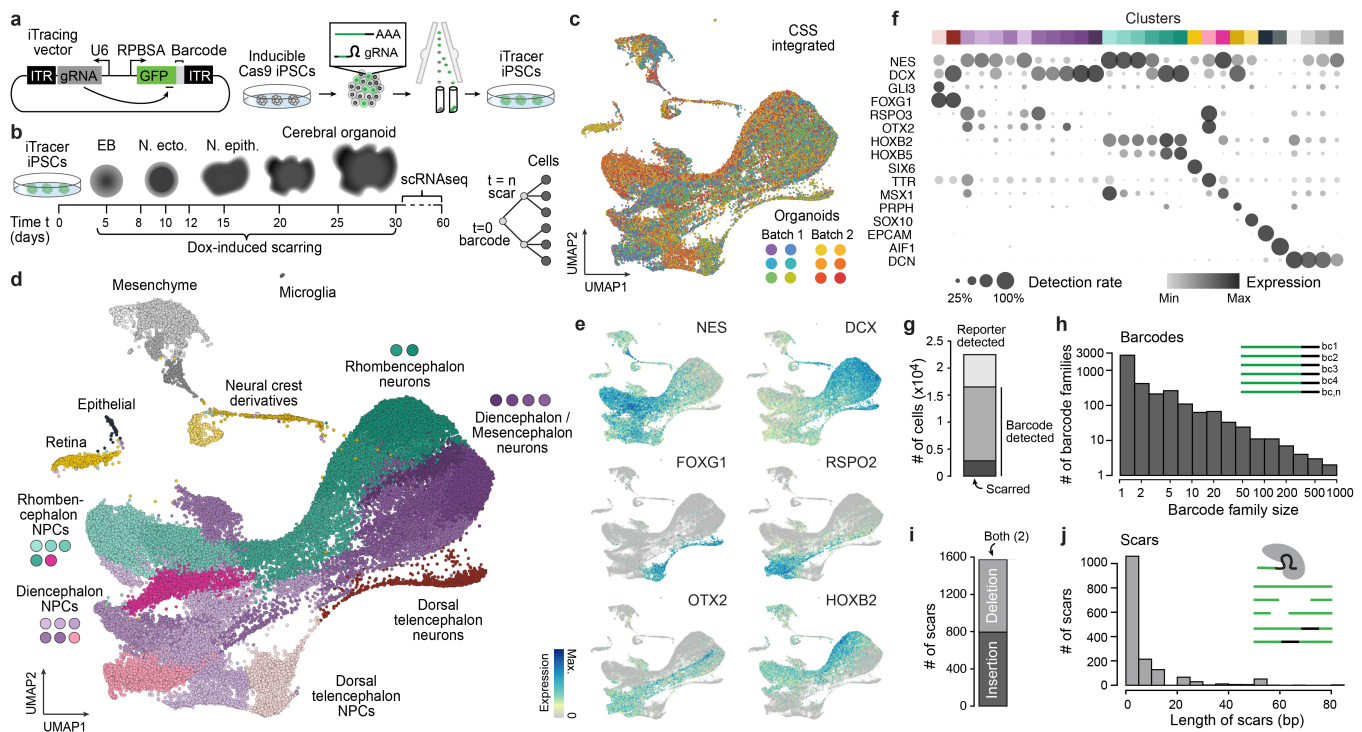 a
iTracing
vector
U6
RPBSA
Barcode
ITR
gRNA
GFP
ITR
Inducible
Cas9 iPSCs
AAA
gRNA
iTracer
iPSCs
b
iTracer
iPSCs
EB
N. ecto.
N. epith.
Cerebral organoid
scRNAseq
Time t
(days)
0
5
8
10
12
15
20
25
30
60
Dox-induced scarring
Cells
t = n
scar
t=0
barcode
c
CSS
integrated
Organoids
Batch 1
Batch 2
UMAP2
UMAP1
d
Mesenchyme
Microglia
Rhombencephalon
neurons
Neural crest
derivatives
Epithelial
Retina
Diencephalon /
Mesencephalon
neurons
Rhomben-
cephalon
NPCs
Diencephalon
NPCs
Dorsal
telencephalon
neurons
Dorsal
telencephalon
NPCs
UMAP2
UMAP1
e
NES
DCX
FOXG1
RSPO2
OTX2
HOXB2
Expression
0
Max.
f
Clusters
NES
DCX
GLI3
FOXG1
RSPO3
OTX2
HOXB2
HOXB5
SIX6
TTR
MSX1
PRPH
SOX10
EPCAM
AIF1
DCN
25%
100%
Detection rate
Min
Max
Expression
g
Reporter
detected
# of cells (x10⁴)
2.5
2
1.5
1
0.5
0
Barcode
detected
Scarred
h
Barcodes
# of barcode families
3000
1000
100
10
1
1
2
5
10
20
50
100
200
500
1000
Barcode family size
bc1
bc2
bc3
bc4
bc,n
i
Both (2)
# of scars
1600
1200
800
400
0
Deletion
Insertion
j
Scars
# of scars
1000
800
600
400
200
0
0
20
40
60
80
Length of scars (bp)